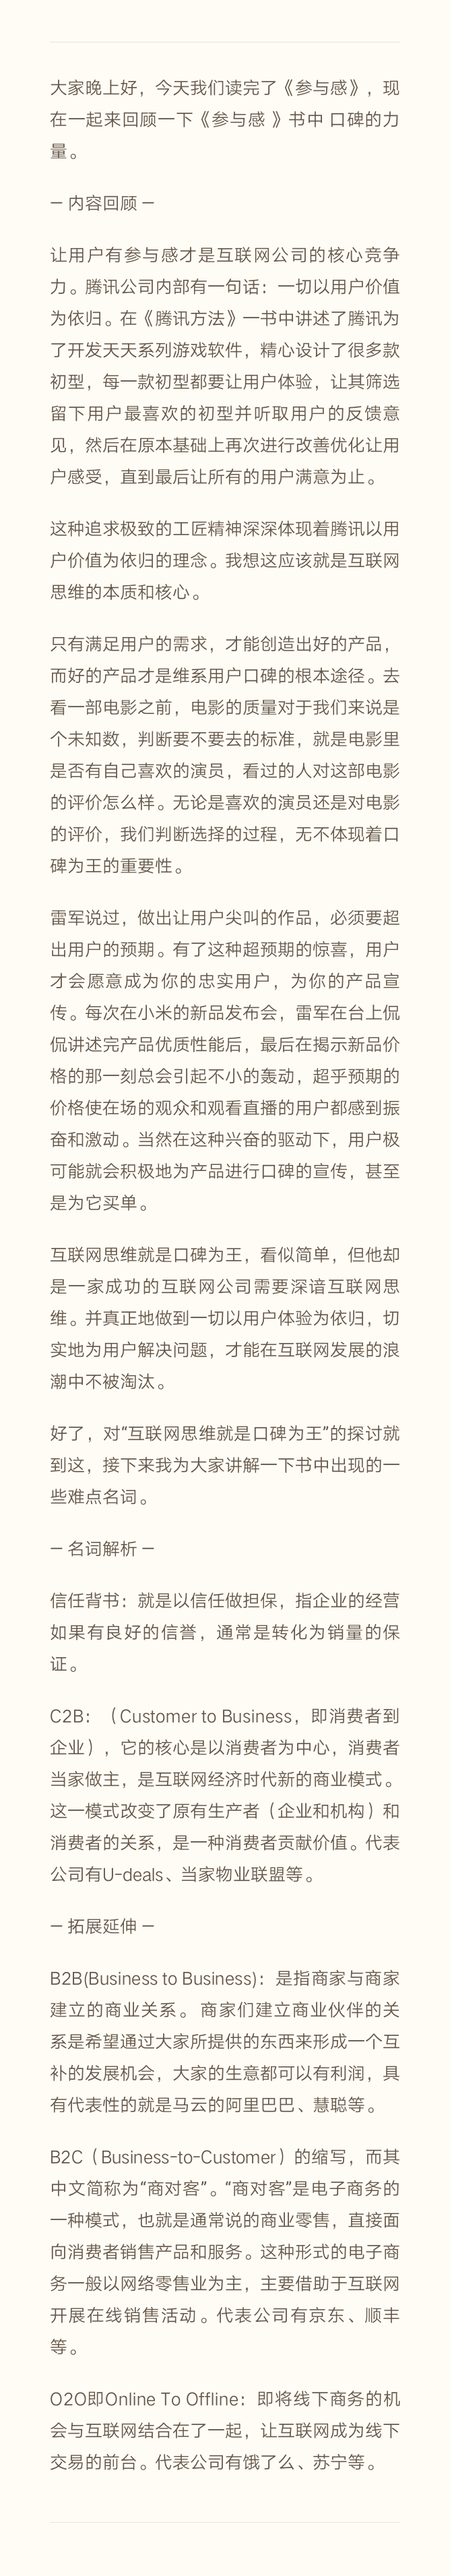 大家晚上好，今天我们读完了《参与感》，现
在一起来回顾一下《参与感 》书中 口碑的力
量。
– 内容回顾 –
让用户有参与感才是互联网公司的核心竞争
力。腾讯公司内部有一句话：一切以用户价值
为依归。在《腾讯方法》一书中讲述了腾讯为
了开发天天系列游戏软件，精心设计了很多款
初型，每一款初型都要让用户体验，让其筛选
留下用户最喜欢的初型并听取用户的反馈意
见，然后在原本基础上再次进行改善优化让用
户感受，直到最后让所有的用户满意为止。
这种追求极致的工匠精神深深体现着腾讯以用
户价值为依归的理念。我想这应该就是互联网
思维的本质和核心。
只有满足用户的需求，才能创造出好的产品，
而好的产品才是维系用户口碑的根本途径。去
看一部电影之前，电影的质量对于我们来说是
个未知数，判断要不要去的标准，就是电影里
是否有自己喜欢的演员，看过的人对这部电影
的评价怎么样。无论是喜欢的演员还是对电影
的评价，我们判断选择的过程，无不体现着口
碑为王的重要性。
雷军说过，做出让用户尖叫的作品，必须要超
出用户的预期。有了这种超预期的惊喜，用户
才会愿意成为你的忠实用户，为你的产品宣
传。每次在小米的新品发布会，雷军在台上侃
侃讲述完产品优质性能后，最后在揭示新品价
格的那一刻总会引起不小的轰动，超乎预期的
价格使在场的观众和观看直播的用户都感到振
奋和激动。当然在这种兴奋的驱动下，用户极
可能就会积极地为产品进行口碑的宣传，甚至
是为它买单。
互联网思维就是口碑为王，看似简单，但他却
是一家成功的互联网公司需要深谙互联网思
维。并真正地做到一切以用户体验为依归，切
实地为用户解决问题，才能在互联网发展的浪
潮中不被淘汰。
好了，对“互联网思维就是口碑为王”的探讨就
到这，接下来我为大家讲解一下书中出现的一
些难点名词。
– 名词解析 –
信任背书：就是以信任做担保，指企业的经营
如果有良好的信誉，通常是转化为销量的保
证。
C2B：（Customer to Business，即消费者到
企业），它的核心是以消费者为中心，消费者
当家做主，是互联网经济时代新的商业模式。
这一模式改变了原有生产者（企业和机构）和
消费者的关系，是一种消费者贡献价值。代表
公司有U-deals、当家物业联盟等。
– 拓展延伸 –
B2B(Business to Business)：是指商家与商家
建立的商业关系。 商家们建立商业伙伴的关
系是希望通过大家所提供的东西来形成一个互
补的发展机会，大家的生意都可以有利润，具
有代表性的就是马云的阿里巴巴、慧聪等。
B2C（Business-to-Customer）的缩写，而其
中文简称为“商对客”。“商对客”是电子商务的
一种模式，也就是通常说的商业零售，直接面
向消费者销售产品和服务。这种形式的电子商
务一般以网络零售业为主，主要借助于互联网
开展在线销售活动。代表公司有京东、顺丰
等。
O2O即Online To Offline：即将线下商务的机
会与互联网结合在了一起，让互联网成为线下
交易的前台。代表公司有饿了么、苏宁等。